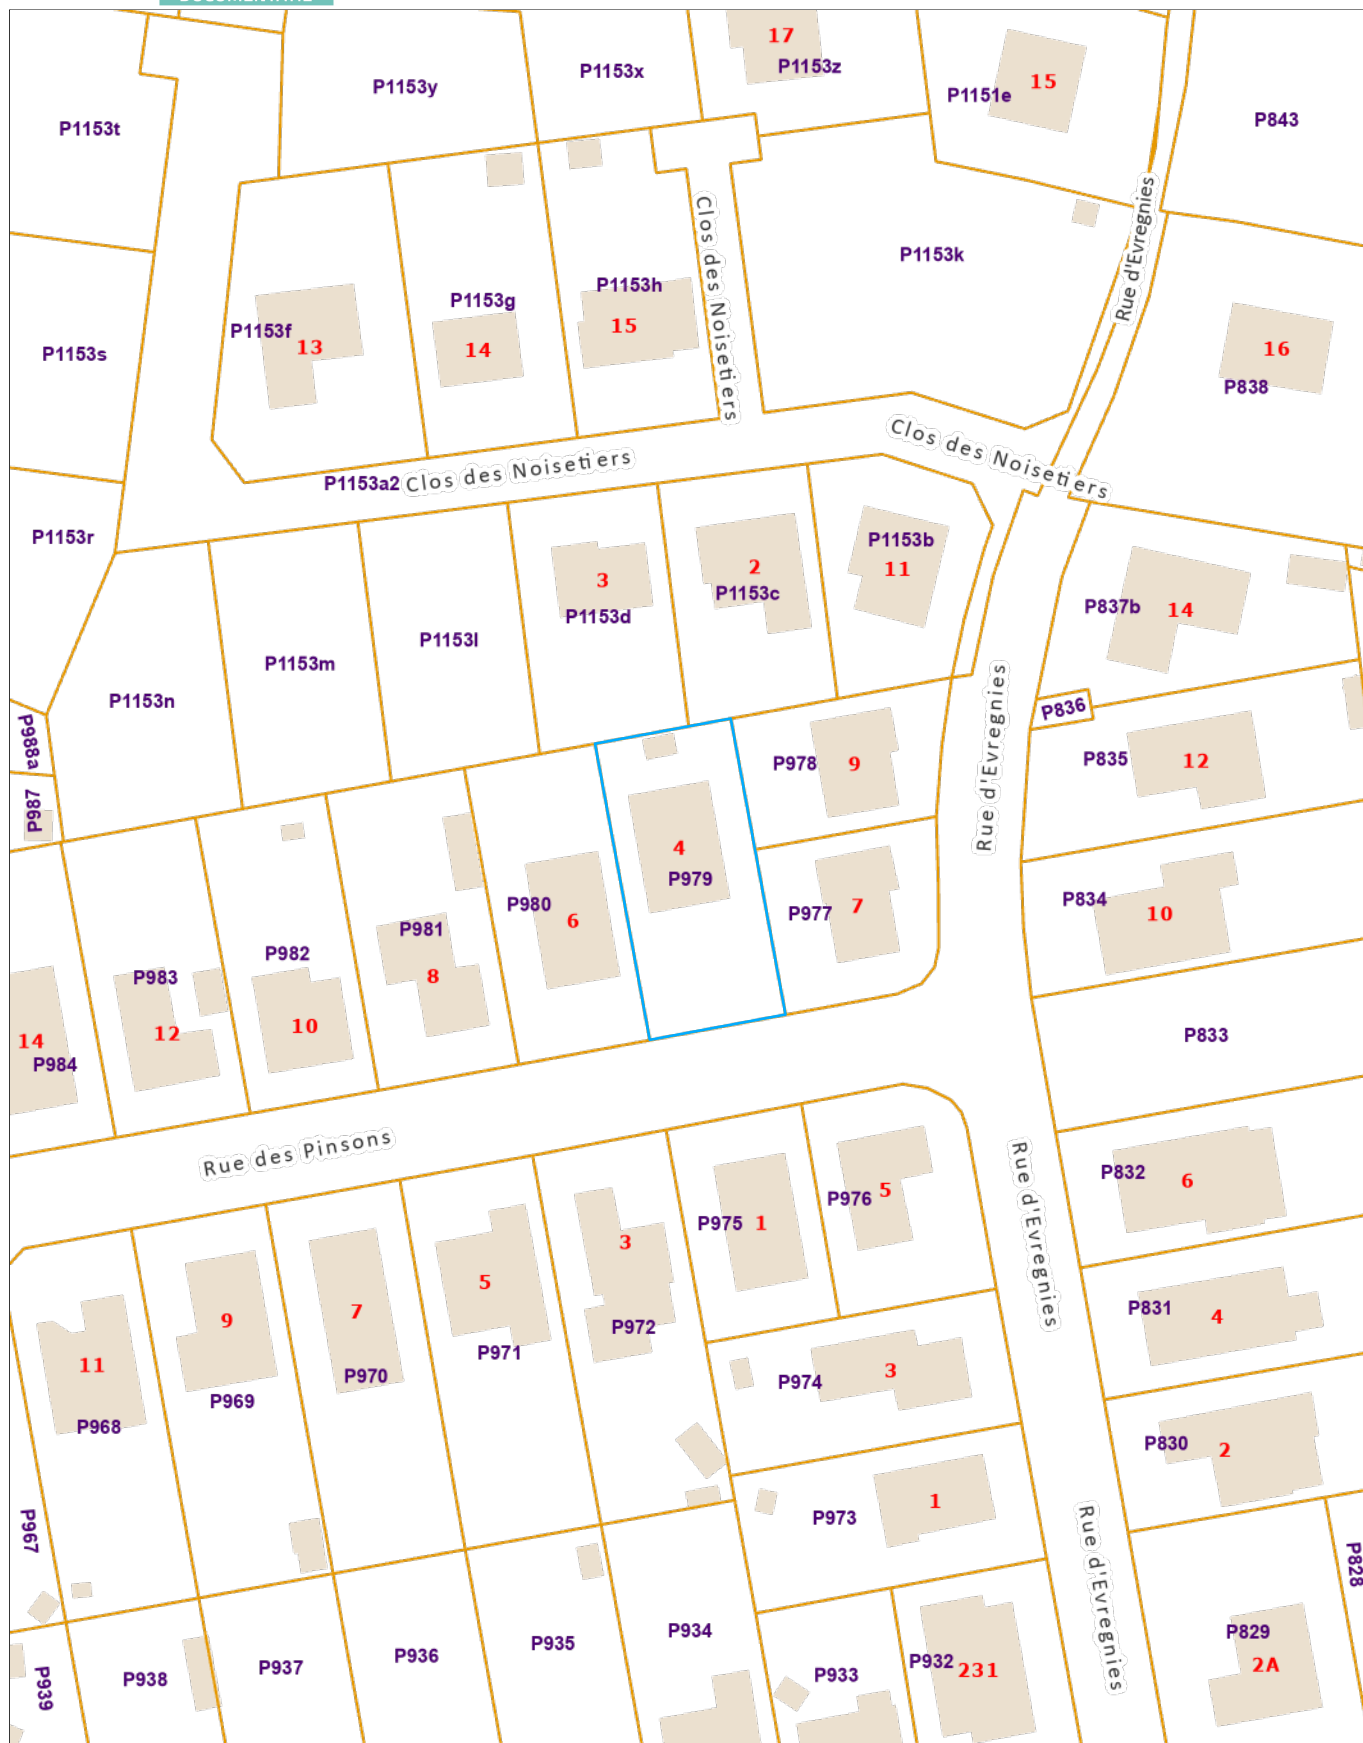 17
P1153x
P1153z
P1153y
15
P1151e
P843
P1153t
Rue d'Evregnies
Clos des Noisetiers
P1153k
P1153h
P1153g
15
P1153f
13
14
P1153s
16
P838
Clos des Noisetiers
Clos des Noisetiers
P1153a2
P1153r
P1153b
11
2
3
P1153c
P1153d
P837b
14
P1153l
P1153m
P1153n
P836
P988a
Rue d'Evregnies
P978
9
P835
12
P987
4
P979
P980
6
P977
7
P834
10
P981
8
P982
10
P983
12
14
P984
P833
Rue des Pinsons
P832
6
P976
5
P975
1
Rue d'Evregnies
3
P972
5
P971
7
P970
9
P969
11
P968
P831
4
P974
3
P830
2
1
P973
P967
Rue d'Evregnies
P828
P829
2A
P934
P935
P936
P937
P938
P939
P933
P932
231